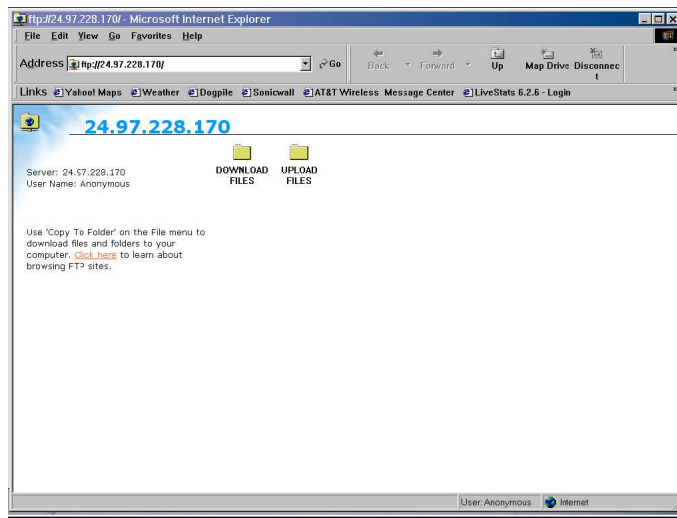 ftp://24.97.228.170/ - Microsoft Internet Explorer
File Edit View Go Favorites Help
Address ftp://24.97.228.170/ Go Back Forward Up Map Drive Disconnec
t
Links Yahoo! Maps Weather Dogpile Sonicwall AT&T Wireless Message Center LiveStats 6.2.6 - Login
24.97.228.170
Server: 24.97.228.170
User Name: Anonymous
DOWNLOAD FILES
UPLOAD FILES
Use 'Copy To Folder' on the File menu to
download files and folders to your
computer. Click here to learn about
browsing FTP sites.
User: Anonymous Internet